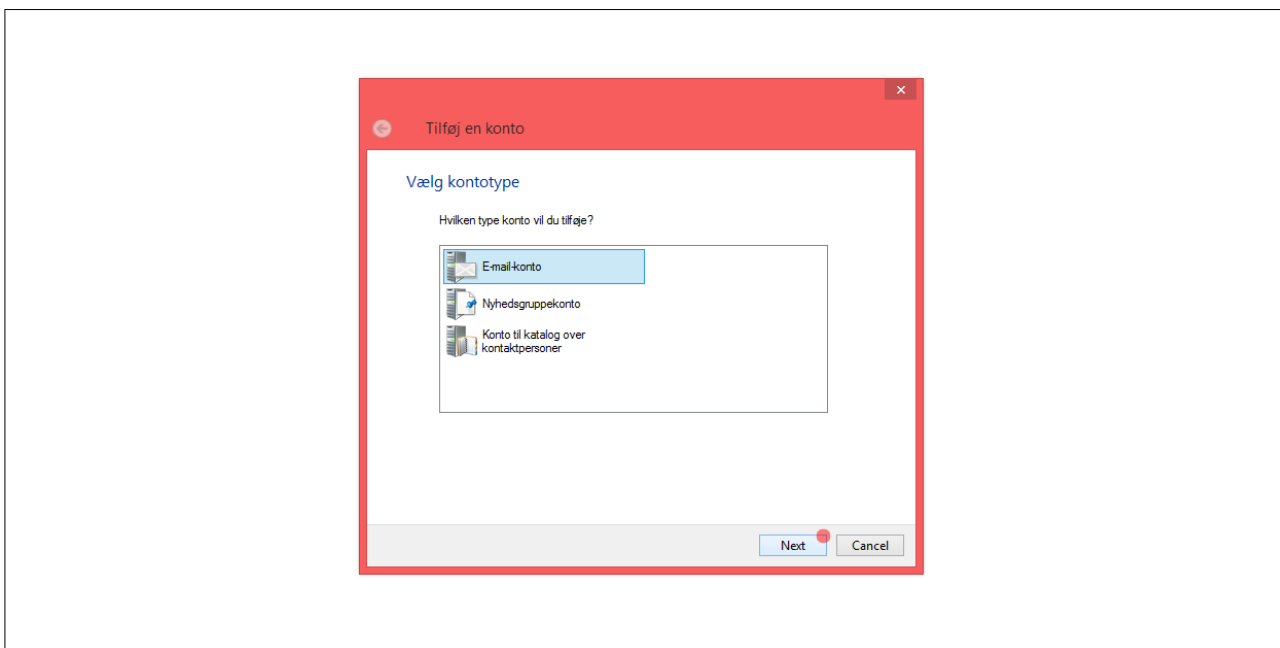 Tilføj en konto
Vælg kontotype
Hvilken type konto vil du tilføje?
E-mail-konto
Nyhedsgruppekonto
Konto til katalog over
kontaktpersoner
Next
Cancel